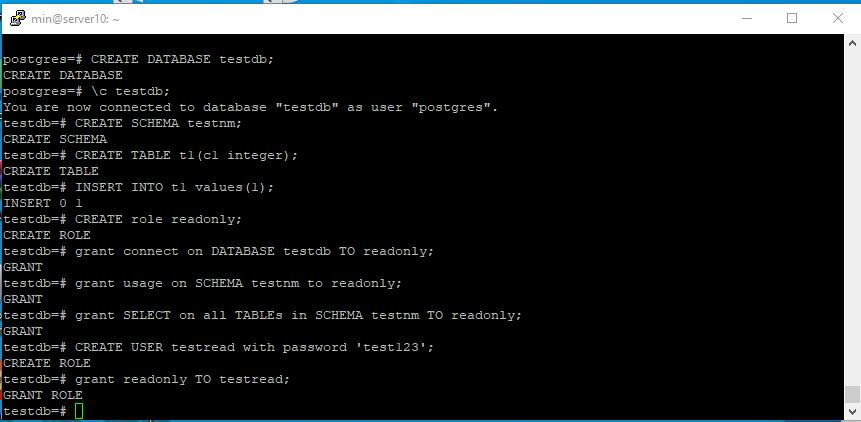 min@server10: ~
postgres=# CREATE DATABASE testdb;
CREATE DATABASE
postgres=# \c testdb;
You are now connected to database "testdb" as user "postgres".
testdb=# CREATE SCHEMA testnm;
CREATE SCHEMA
testdb=# CREATE TABLE t1(c1 integer);
CREATE TABLE
testdb=# INSERT INTO t1 values(1);
INSERT 0 1
testdb=# CREATE role readonly;
CREATE ROLE
testdb=# grant connect on DATABASE testdb TO readonly;
GRANT
testdb=# grant usage on SCHEMA testnm to readonly;
GRANT
testdb=# grant SELECT on all TABLEs in SCHEMA testnm TO readonly;
GRANT
testdb=# CREATE USER testread with password 'test123';
CREATE ROLE
testdb=# grant readonly TO testread;
GRANT ROLE
testdb=#